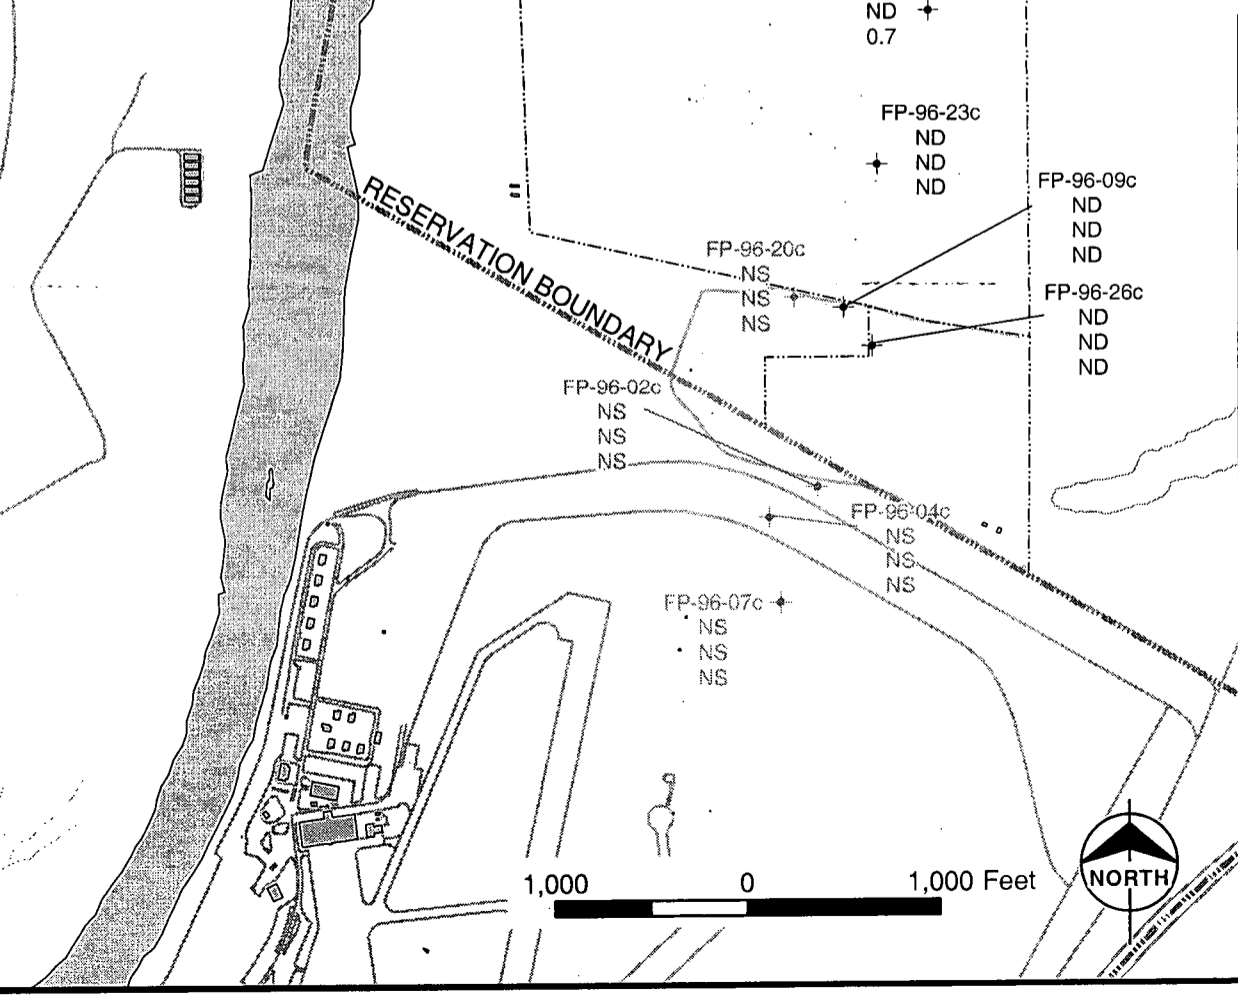 ND
0.7
FP-96-23c
ND
ND
ND
FP-96-09c
ND
ND
ND
RESERVATION BOUNDARY
FP-96-20c
NS
NS
NS
FP-96-26c
ND
ND
ND
FP-96-02c
NS
NS
NS
FP-96-04c
NS
NS
NS
FP-96-07c
NS
NS
NS
1,000 0 1,000 Feet
NORTH